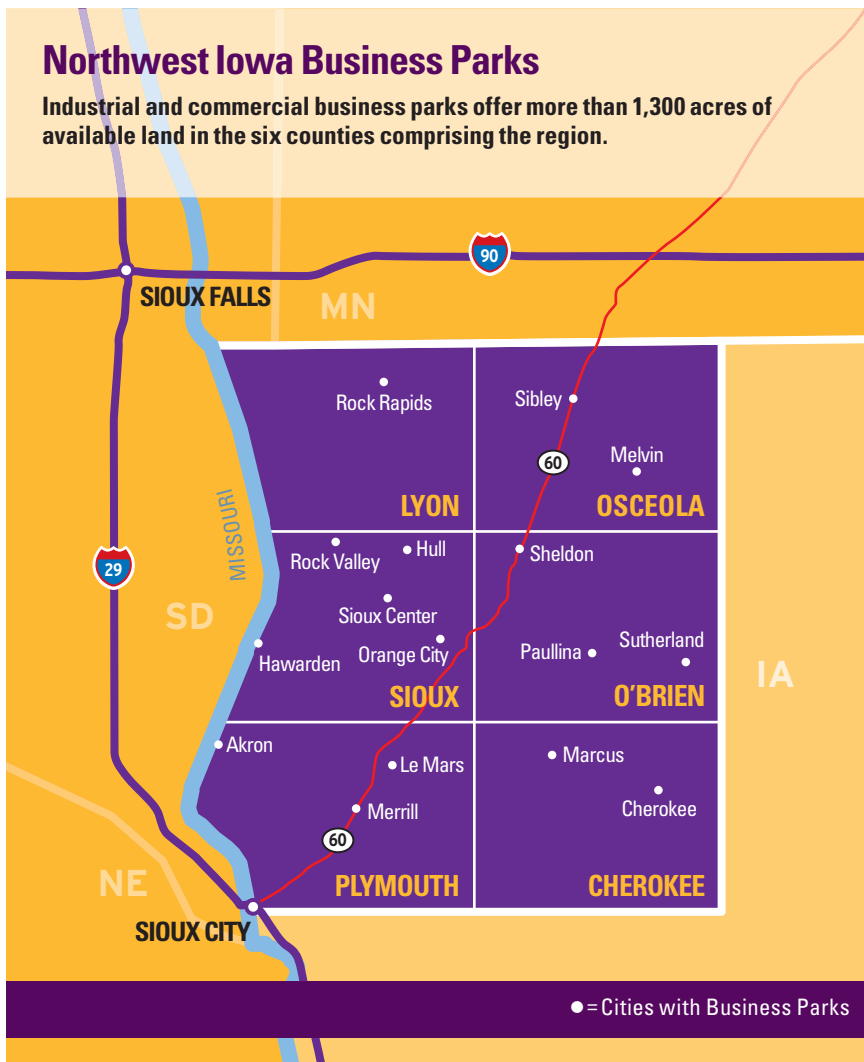 Northwest Iowa Business Parks
Industrial and commercial business parks offer more than 1,300 acres of
available land in the six counties comprising the region.
90
SIOUX FALLS
MN
Rock Rapids
Sibley
60
Melvin
LYON
OSCEOLA
MISSOURI
29
Rock Valley
Hull
Sheldon
SD
Sioux Center
Orange City
Hawarden
Paullina
Sutherland
SIOUX
O'BRIEN
IA
Akron
Le Mars
Marcus
Merrill
Cherokee
60
NE
PLYMOUTH
CHEROKEE
SIOUX CITY
= Cities with Business Parks